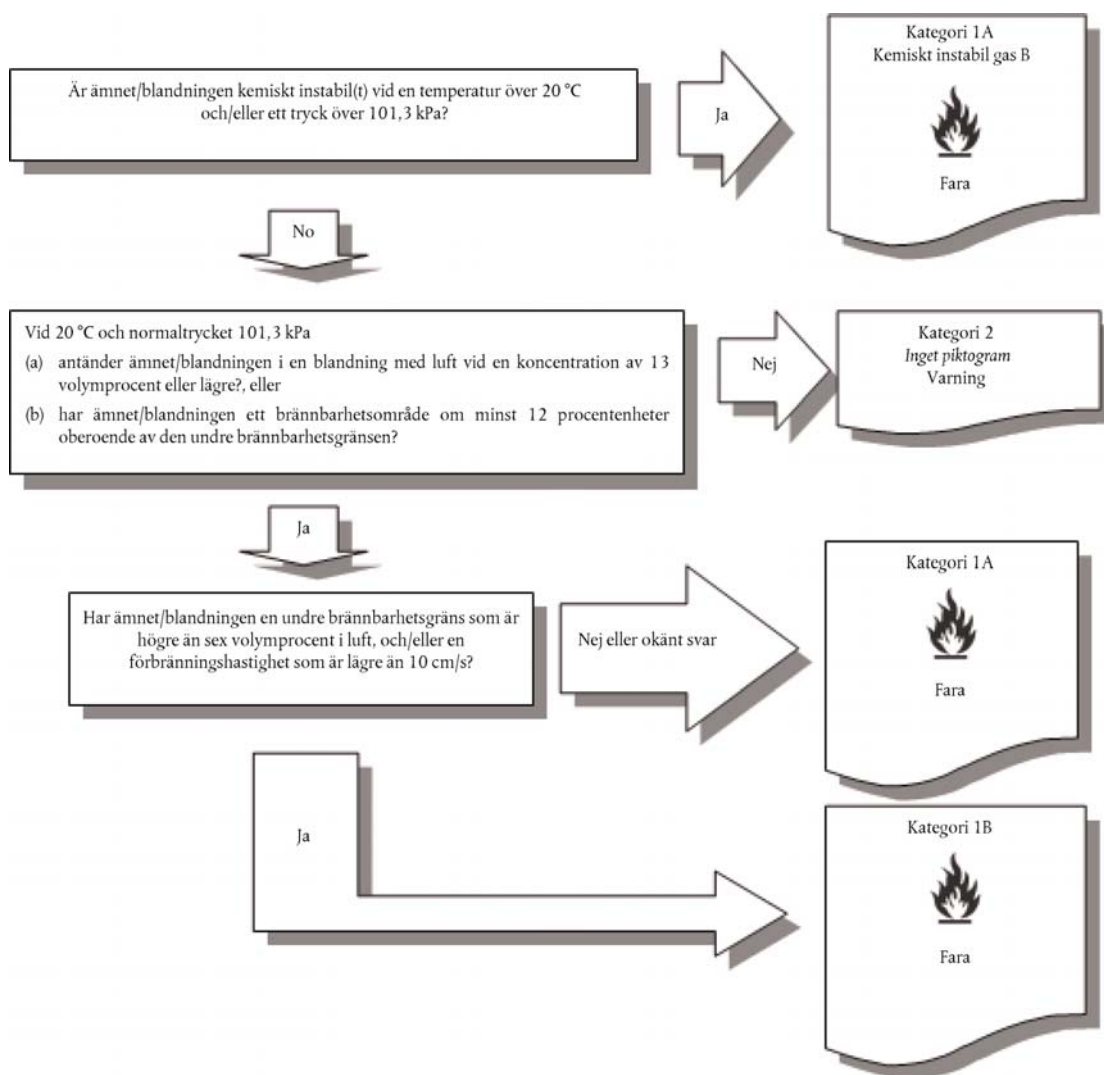 Är ämnet/blandningen kemiskt instabil(t) vid en temperatur över 20 °C
och/eller ett tryck över 101,3 kPa?
Ja
Kategori 1A
Kemiskt instabil gas B
Fara
No
Vid 20 °C och normaltrycket 101,3 kPa
(a) antänder ämnet/blandningen i en blandning med luft vid en koncentration av 13
volymprocent eller lägre?, eller
(b) har ämnet/blandningen ett brännbarhetsområde om minst 12 procentenheter
oberoende av den undre brännbarhetsgränsen?
Nej
Kategori 2
Inget piktogram
Varning
Ja
Har ämnet/blandningen en undre brännbarhetsgräns som är
högre än sex volymprocent i luft, och/eller en
förbränningshastighet som är lägre än 10 cm/s?
Nej eller okänt svar
Kategori 1A
Fara
Ja
Kategori 1B
Fara